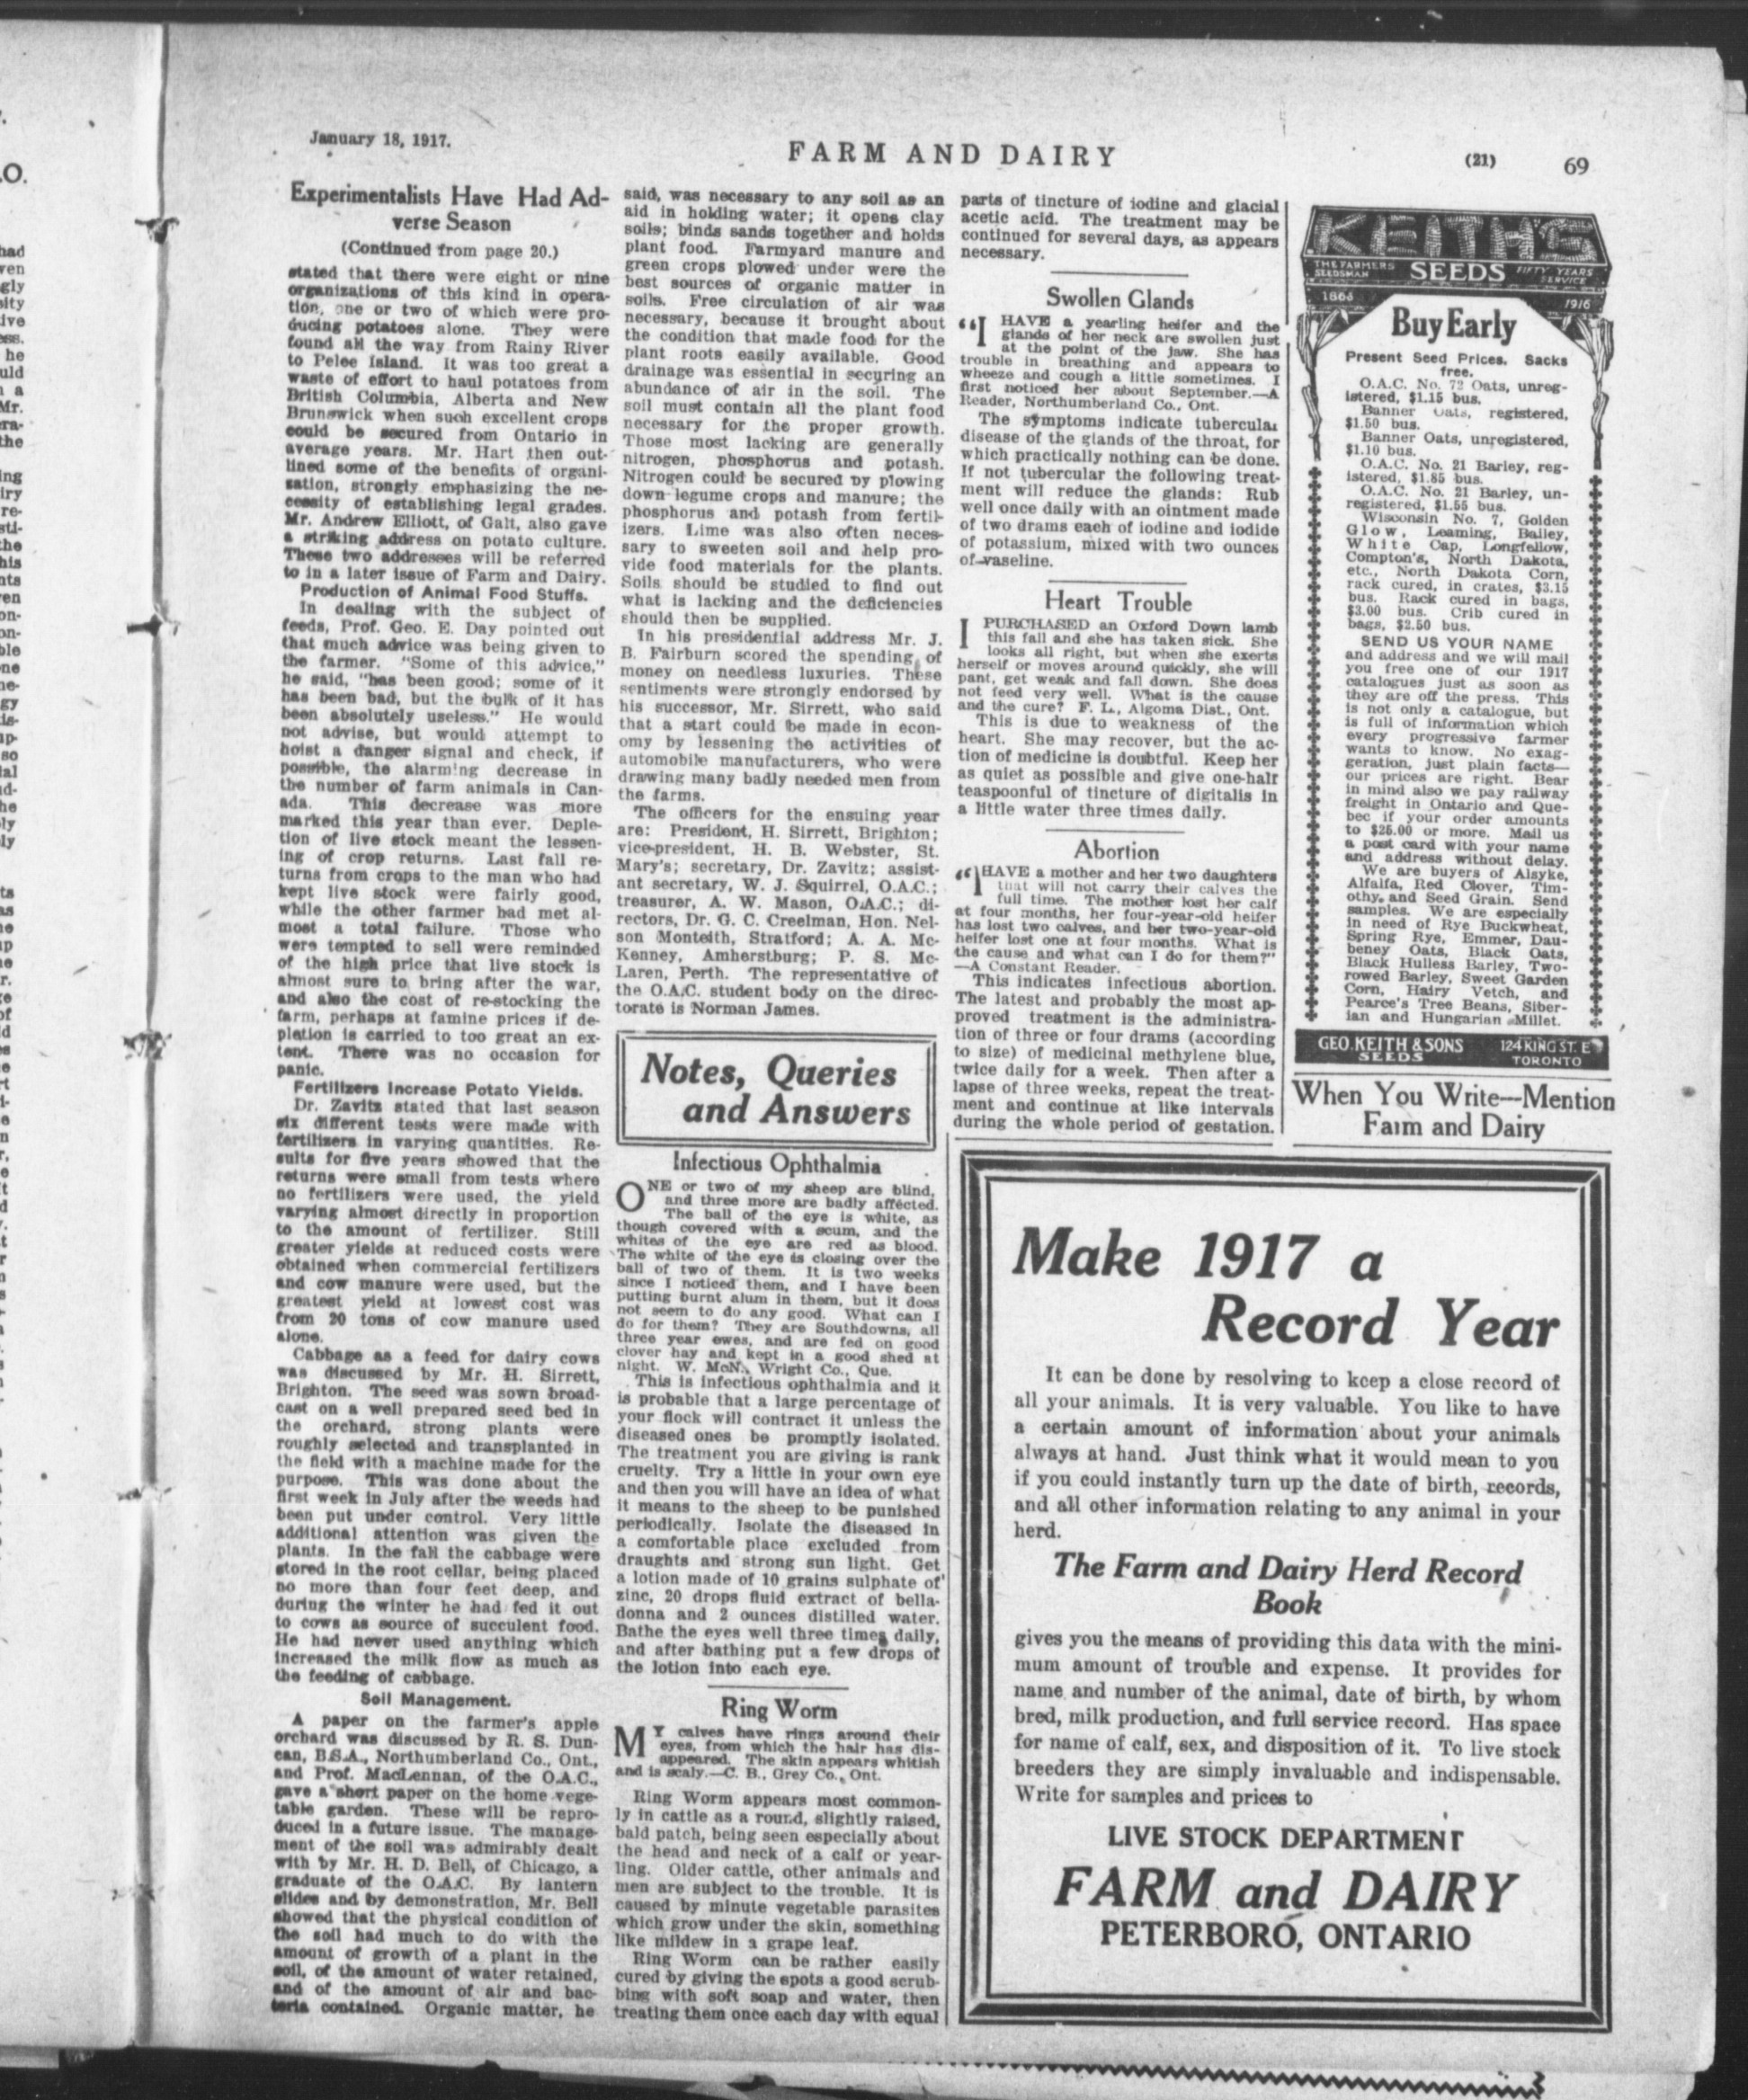 January 18, 1917.
FARM AND DAIRY
(21)
69
Experimentalists Have Had Ad-
verse Season
(Continued from page 20.)
stated that there were eight or nine
organizations of this kind in opera-
tion, one or two of which were pro-
ducing potatoes alone. They were
found all the way from Rainy River
to Pelee Island. It was too great a
waste of effort to haul potatoes from
British Columbia, Alberta and New
Brunswick when such excellent crops
could be secured from Ontario in
average years. Mr. Hart then out-
lined some of the benefits of organi-
sation, strongly emphasizing the ne-
cessity of establishing legal grades.
Mr. Andrew Elliott, of Galt, also gave
a striking address on potato culture.
These two addresses will be referred
to in a later issue of Farm and Dairy.
Production of Animal Food Stuffs.
In dealing with the subject of
feeds, Prof. Geo. E. Day pointed out
that much advice was being given to
the farmer. "Some of this advice,"
he said, "has been good; some of it
has been bad, but the bulk of it has
been absolutely useless." He would
not advise, but would attempt to
hoist a danger signal and check, if
possible, the alarming decrease in
the number of farm animals in Can-
ada. This decrease was more
marked this year than ever. Deple-
tion of live stock meant the lessen-
ing of crop returns. Last fall re-
turns from crops to the man who had
kept live stock were fairly good,
while the other farmer had met al-
most a total failure. Those who
were tempted to sell were reminded
of the high price that live stock is
almost sure to bring after the war,
and also the cost of re-stocking the
farm, perhaps at famine prices if de-
pletion is carried to too great an ex-
tent. There was no occasion for
panic.
Fertilizers Increase Potato Yields.
Dr. Zavitz stated that last season
six different tests were made with
fertilizers in varying quantities. Re-
sults for five years showed that the
returns were small from tests where
no fertilizers were used, the yield
varying almost directly in proportion
to the amount of fertilizer. Still
greater yielde at reduced costs were
obtained when commercial fertilizers
and cow manure were used, but the
greatest yield at lowest cost was
from 20 tons of cow manure used
alone.
Cabbage as a feed for dairy cows
was discussed by Mr. H. Sirrett,
Brighton. The seed was sown broad-
cast on a well prepared seed bed in
the orchard, strong plants were
roughly selected and transplanted in
the field with a machine made for the
purpose. This was done about the
first week in July after the weeds had
been put under control. Very little
additional attention was given the
plants. In the fall the cabbage were
stored in the root cellar, being placed
no more than four feet deep, and
during the winter he had fed it out
to cows as source of succulent food.
He had never used anything which
increased the milk flow as much as
the feeding of cabbage.
Soil Management.
A paper on the farmer's apple
orchard was discussed by R. S. Dun-
can, B.S.A., Northumberland Co., Ont.,
and Prof. MacLennan, of the O.A.C.,
gave a short paper on the home vege-
table garden. These will be repro-
duced in a future issue. The manage-
ment of the soil was admirably dealt
with by Mr. H. D. Bell, of Chicago, a
graduate of the O.A.C. By lantern
slides and by demonstration, Mr. Bell
showed that the physical condition of
the soil had much to do with the
amount of growth of a plant in the
soil, of the amount of water retained,
and of the amount of air and bac-
teria contained. Organic matter, he
said, was necessary to any soil as an
aid in holding water; it opens clay
soils; binds sands together and holds
plant food. Farmyard manure and
green crops plowed under were the
best sources of organic matter in
soils. Free circulation of air was
necessary, because it brought about
the condition that made food for the
plant roots easily available. Good
drainage was essential in securing an
abundance of air in the soil. The
soil must contain all the plant food
necessary for the proper growth.
Those most lacking are generally
nitrogen, phosphorus and potash.
Nitrogen could be secured by plowing
down legume crops and manure; the
phosphorus and potash from fertil-
izers. Lime was also often neces-
sary to sweeten soil and help pro-
vide food materials for the plants.
Soils should be studied to find out
what is lacking and the deficiencies
should then be supplied.
In his presidential address Mr. J.
B. Fairburn scored the spending of
money on needless luxuries. These
sentiments were strongly endorsed by
his successor, Mr. Sirrett, who said
that a start could be made in econ-
omy by lessening the activities of
automobile manufacturers, who were
drawing many badly needed men from
the farms.
The officers for the ensuing year
are: President, H. Sirrett, Brighton;
vice-president, H. B. Webster, St.
Mary's; secretary, Dr. Zavitz; assist-
ant secretary, W. J. Squirrel, O.A.C.;
treasurer, A. W. Mason, O.A.C.; di-
rectors, Dr. G. C. Creelman, Hon. Nel-
son Monteith, Stratford; A. A. Mc-
Kenney, Amherstburg; P. S. Mc-
Laren, Perth. The representative of
the O.A.C. student body on the direc-
torate is Norman James.
Notes, Queries
and Answers
Infectious Ophthalmia
ONE or two of my sheep are blind,
and three more are badly affected.
The ball of the eye is white, as
though covered with a scum, and the
whites of the eye are red as blood.
The white of the eye is closing over the
ball of two of them. It is two weeks
since I noticed them, and I have been
putting burnt alum in them, but it does
not seem to do any good. What can I
do for them? They are Southdowns, all
three year ewes, and are fed on good
clover hay and kept in a good shed at
night. W. McN., Wright Co., Que.
This is infectious ophthalmia and it
is probable that a large percentage of
your flock will contract it unless the
diseased ones be promptly isolated.
The treatment you are giving is rank
cruelty. Try a little in your own eye
and then you will have an idea of what
it means to the sheep to be punished
periodically. Isolate the diseased in
a comfortable place excluded from
draughts and strong sun light. Get
a lotion made of 10 grains sulphate of
zinc, 20 drops fluid extract of bella-
donna and 2 ounces distilled water.
Bathe the eyes well three times daily,
and after bathing put a few drops of
the lotion into each eye.
Ring Worm
MY calves have rings around their
eyes, from which the hair has dis-
appeared. The skin appears whitish
and is scaly.—C. B., Grey Co., Ont.
Ring Worm appears most common-
ly in cattle as a round, slightly raised,
bald patch, being seen especially about
the head and neck of a calf or year-
ling. Older cattle, other animals and
men are subject to the trouble. It is
caused by minute vegetable parasites
which grow under the skin, something
like mildew in a grape leaf.
Ring Worm can be rather easily
cured by giving the spots a good scrub-
bing with soft soap and water, then
treating them once each day with equal
parts of tincture of iodine and glacial
acetic acid. The treatment may be
continued for several days, as appears
necessary.
Swollen Glands
"I HAVE a yearling heifer and the
glands of her neck are swollen just
at the point of the jaw. She has
trouble in breathing and appears to
wheeze and cough a little sometimes. I
first noticed her about September.—A
Reader, Northumberland Co., Ont.
The symptoms indicate tubercular
disease of the glands of the throat, for
which practically nothing can be done.
If not tubercular the following treat-
ment will reduce the glands: Rub
well once daily with an ointment made
of two drams each of iodine and iodide
of potassium, mixed with two ounces
of vaseline.
Heart Trouble
I PURCHASED an Oxford Down lamb
this fall and she has taken sick. She
looks all right, but when she exerts
herself or moves around quickly, she will
pant, get weak and fall down. She does
not feed very well. What is the cause
and the cure? F. L., Algoma Dist., Ont.
This is due to weakness of the
heart. She may recover, but the ac-
tion of medicine is doubtful. Keep her
as quiet as possible and give one-half
teaspoonful of tincture of digitalis in
a little water three times daily.
Abortion
"I HAVE a mother and her two daughters
that will not carry their calves the
full time. The mother lost her calf
at four months, her four-year-old heifer
has lost two calves, and her two-year-old
heifer lost one at four months. What is
the cause and what can I do for them?"
—A Constant Reader.
This indicates infectious abortion.
The latest and probably the most ap-
proved treatment is the administra-
tion of three or four drams (according
to size) of medicinal methylene blue,
twice daily for a week. Then after a
lapse of three weeks, repeat the treat-
ment and continue at like intervals
during the whole period of gestation.
KEITH'S
THE FARMERS
SEEDSMAN
SEEDS
FIFTY YEARS
SERVICE
1866
1916
Buy Early
Present Seed Prices. Sacks
free.
O.A.C. No. 72 Oats, unreg-
istered, $1.15 bus.
Banner Oats, registered,
$1.50 bus.
Banner Oats, unregistered,
$1.10 bus.
O.A.C. No. 21 Barley, reg-
istered, $1.85 bus.
O.A.C. No. 21 Barley, un-
registered, $1.55 bus.
Wisconsin No. 7, Golden
Glow, Leaming, Bailey,
White Cap, Longfellow,
Compton's, North Dakota,
etc., North Dakota Corn,
rack cured, in crates, $3.15
bus. Rack cured in bags,
$3.00 bus. Crib cured in
bags, $2.50 bus.
SEND US YOUR NAME
and address and we will mail
you free one of our 1917
catalogues just as soon as
they are off the press. This
is not only a catalogue, but
is full of information which
every progressive farmer
wants to know. No exag-
geration, just plain facts—
our prices are right. Bear
in mind also we pay railway
freight in Ontario and Que-
bec if your order amounts
to $25.00 or more. Mail us
a post card with your name
and address without delay.
We are buyers of Alsyke,
Alfalfa, Red Clover, Tim-
othy, and Seed Grain. Send
samples. We are especially
in need of Rye Buckwheat,
Spring Rye, Emmer, Dau-
beney Oats, Black Oats,
Black Hulless Barley, Two-
rowed Barley, Sweet Garden
Corn, Hairy Vetch, and
Pearce's Tree Beans, Siber-
ian and Hungarian Millet.
GEO. KEITH & SONS
SEEDS
124 KING ST. E
TORONTO
When You Write—Mention
Farm and Dairy
Make 1917 a
Record Year
It can be done by resolving to keep a close record of
all your animals. It is very valuable. You like to have
a certain amount of information about your animals
always at hand. Just think what it would mean to you
if you could instantly turn up the date of birth, records,
and all other information relating to any animal in your
herd.
The Farm and Dairy Herd Record
Book
gives you the means of providing this data with the mini-
mum amount of trouble and expense. It provides for
name and number of the animal, date of birth, by whom
bred, milk production, and full service record. Has space
for name of calf, sex, and disposition of it. To live stock
breeders they are simply invaluable and indispensable.
Write for samples and prices to
LIVE STOCK DEPARTMENT
FARM and DAIRY
PETERBORO, ONTARIO